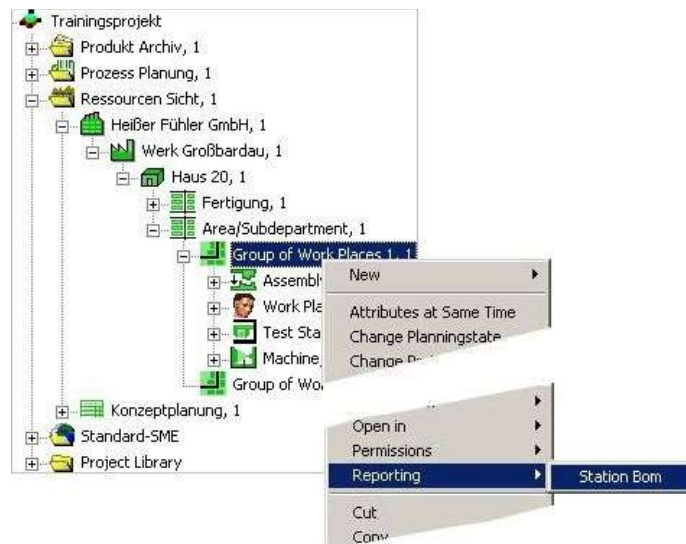 Trainingsprojekt
Produkt Archiv, 1
Prozess Planung, 1
Ressourcen Sicht, 1
Heißer Fühler GmbH, 1
Werk Großbardau, 1
Haus 20, 1
Fertigung, 1
Area/Subdepartment, 1
Group of Work Places 1, 1
Assembl
Work Pla
Test Sta
Machine
Group of Wo
Konzeptplanung, 1
Standard-SME
Project Library
New
Attributes at Same Time
Change Planningstate
Change
Open in
Permissions
Reporting
Station Bom
Cut
Copy